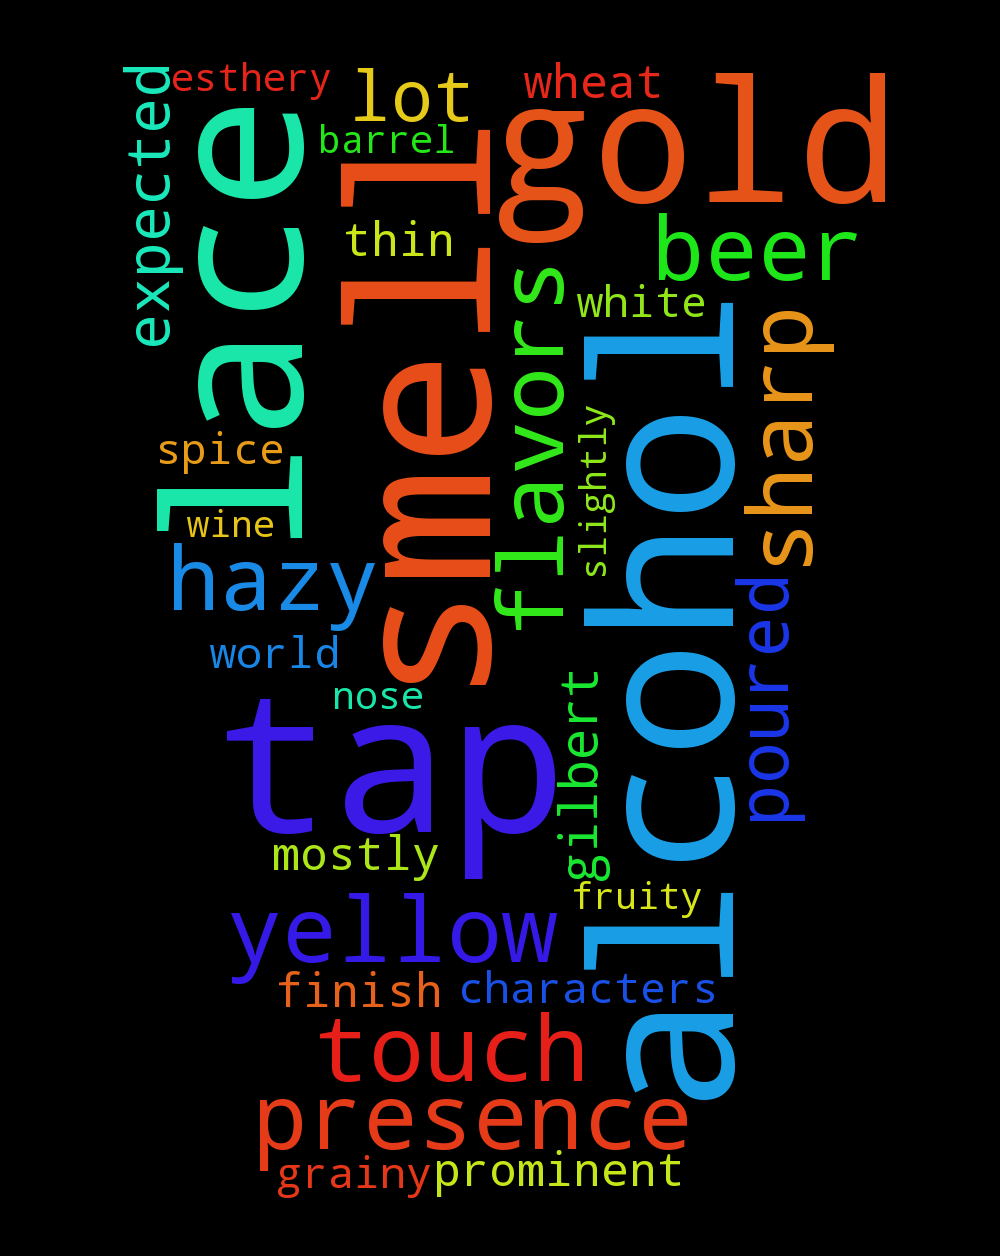 expected
esthery
lot
wheat
gold
lace
barrel
smell
thin
beer
flavors
white
alcohol
sharp
slightly
spice
wine
hazy
world
poured
nose
tap
gilbert
mostly
fruity
yellow
finish
characters
touch
presence
grainy
prominent